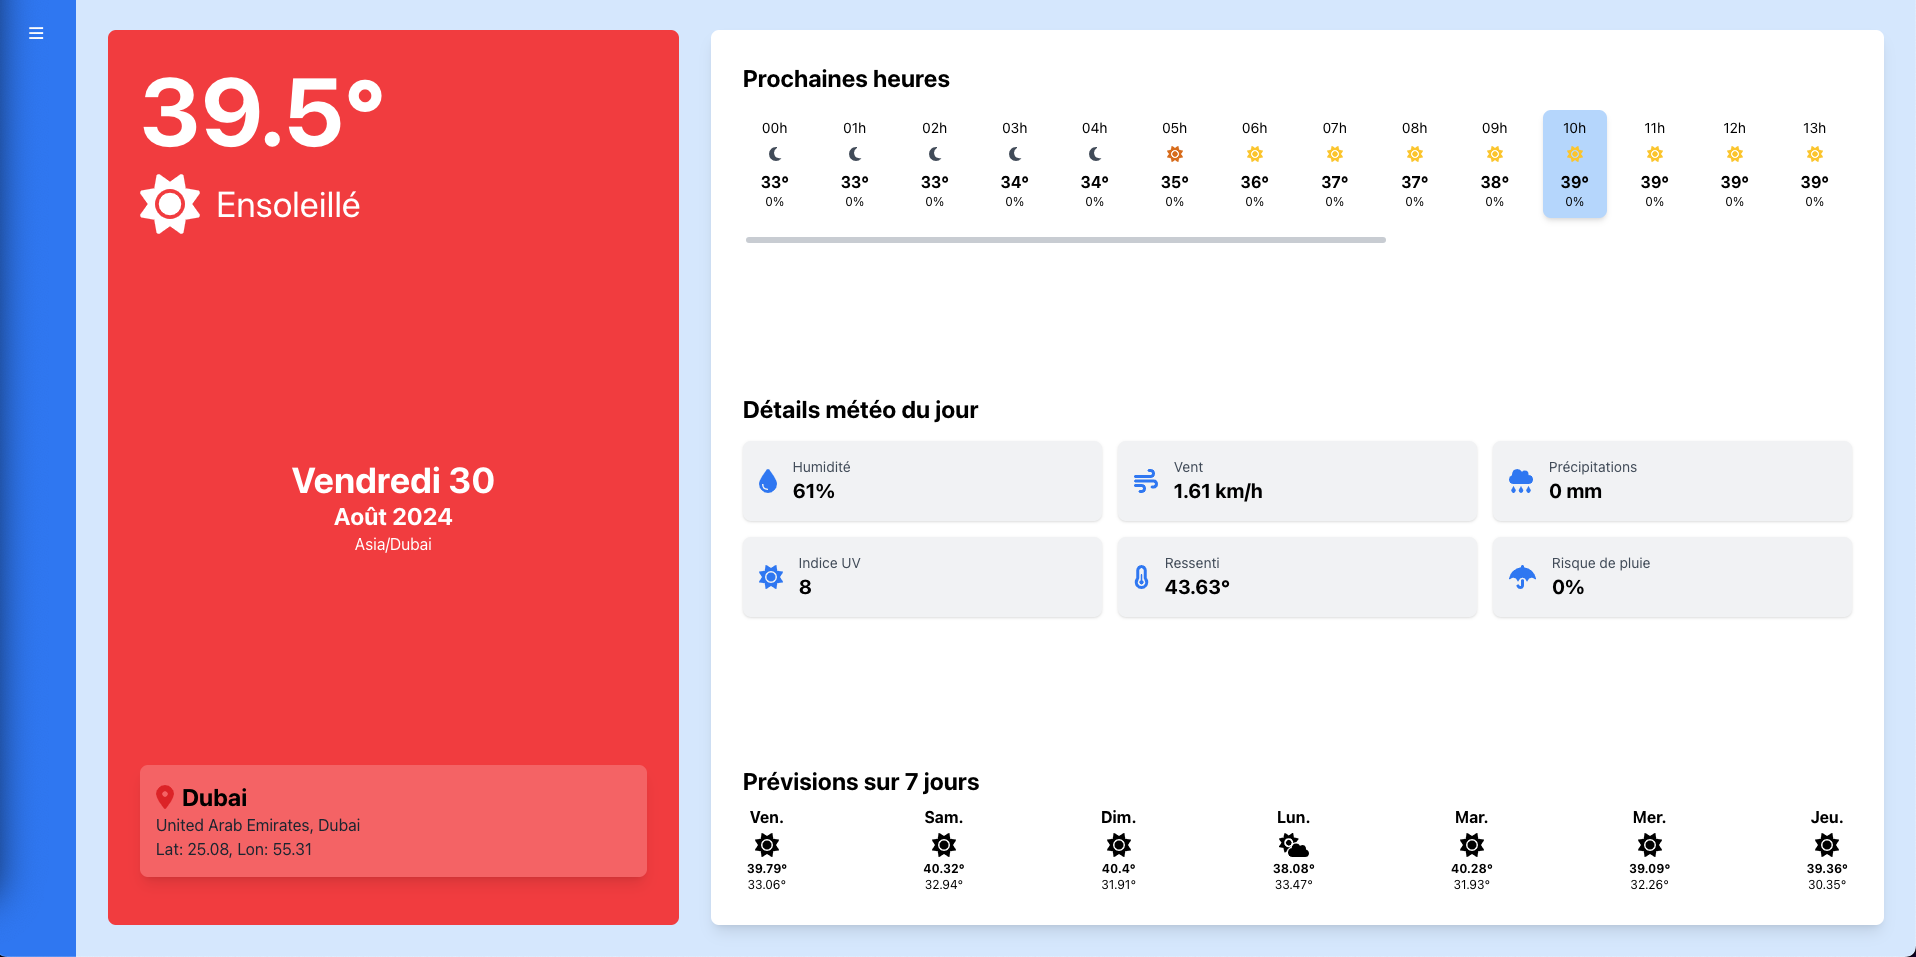 39.5°
Ensoleillé
Vendredi 30
Août 2024
Asia/Dubai
Dubai
United Arab Emirates, Dubai
Lat: 25.08, Lon: 55.31
Prochaines heures
00h 01h 02h 03h 04h 05h 06h 07h 08h 09h 10h 11h 12h 13h
33° 33° 33° 34° 34° 35° 36° 37° 37° 38° 39° 39° 39° 39°
0% 0% 0% 0% 0% 0% 0% 0% 0% 0% 0% 0% 0% 0%
Détails météo du jour
Humidité
61%
Vent
1.61 km/h
Précipitations
0 mm
Indice UV
8
Ressenti
43.63°
Risque de pluie
0%
Prévisions sur 7 jours
Ven. Sam. Dim. Lun. Mar. Mer. Jeu.
39.79° 40.32° 40.4° 38.08° 40.28° 39.09° 39.36°
33.06° 32.94° 31.91° 33.47° 31.93° 32.26° 30.35°